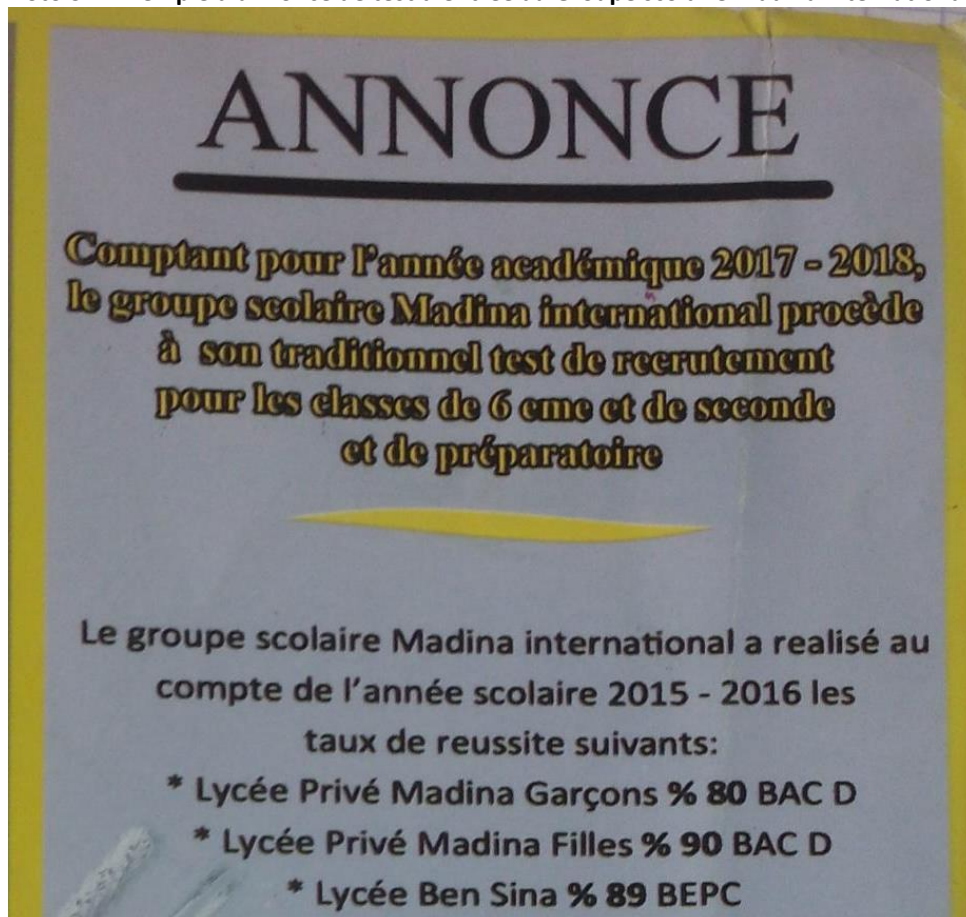 ANNONCE
Comptant pour l'année académique 2017 - 2018,
le groupe scolaire Madina international procède
à son traditionnel test de recrutement
pour les classes de 6 eme et de seconde
et de préparatoire
Le groupe scolaire Madina international a realisé au
compte de l'année scolaire 2015 - 2016 les
taux de reussite suivants:
* Lycée Privé Madina Garçons % 80 BAC D
* Lycée Privé Madina Filles % 90 BAC D
* Lycée Ben Sina % 89 BEPC